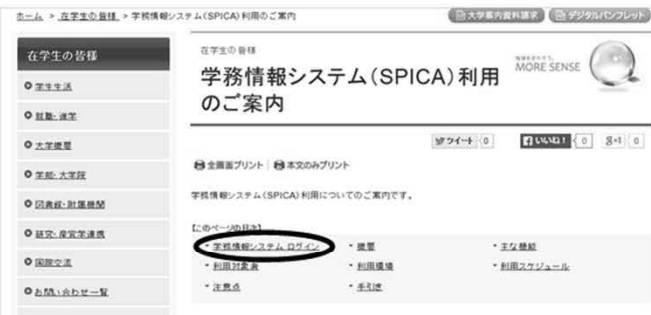 ホーム > 在学生の皆様 > 学務情報システム(SPICA)利用のご案内
大学案内資料請求
デジタルパンフレット
在学生の皆様
学生生活
就職・進学
大学概要
学部・大学院
図書館・附属機関
研究・産官学連携
国際交流
お問い合わせ一覧
在学生の皆様
学務情報システム(SPICA)利用
のご案内
MORE SENSE
ツイート 0
いいね! 0
g+1 0
全画面プリント
本文のみプリント
学務情報システム(SPICA)利用についてのご案内です。
【このページの目次】
・学務情報システム ログイン
・概要
・主な機能
・利用対象者
・利用環境
・利用スケジュール
・注意点
・手引き